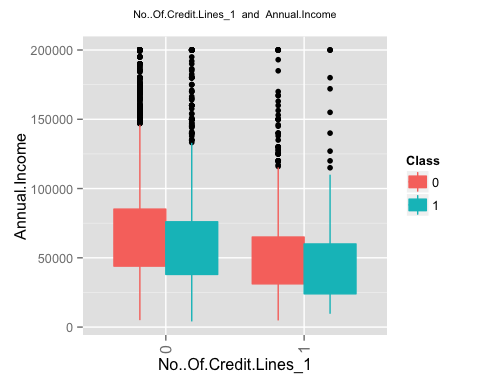 No..Of.Credit.Lines_1 and Annual.Income
200000
150000
100000
50000
0
Annual.Income
0
1
No..Of.Credit.Lines_1
Class
0
1